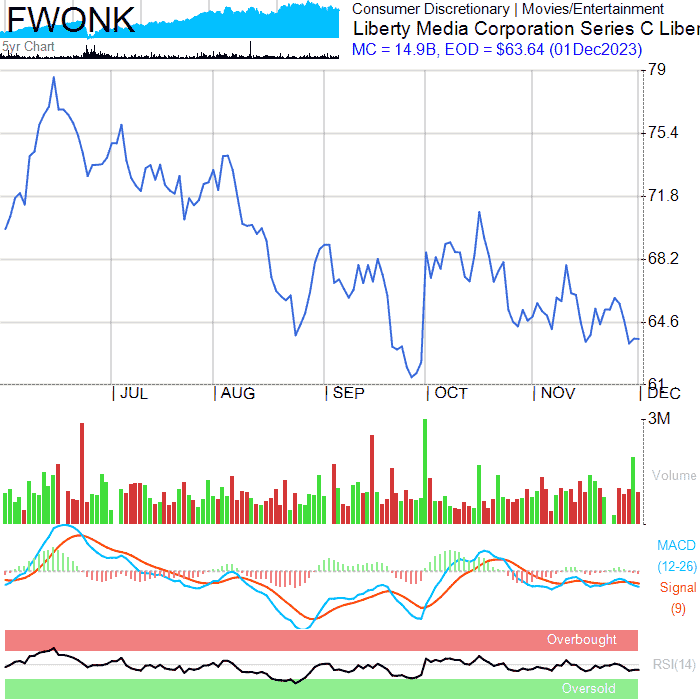 FWONK
5yr Chart
Consumer Discretionary | Movies/Entertainment
Liberty Media Corporation Series C Liber
MC = 14.9B, EOD = $63.64 (01Dec2023)
79
75.4
71.8
68.2
64.6
61
JUL
AUG
SEP
OCT
NOV
DEC
3M
Volume
MACD
(12-26)
Signal
(9)
Overbought
RSI(14)
Oversold